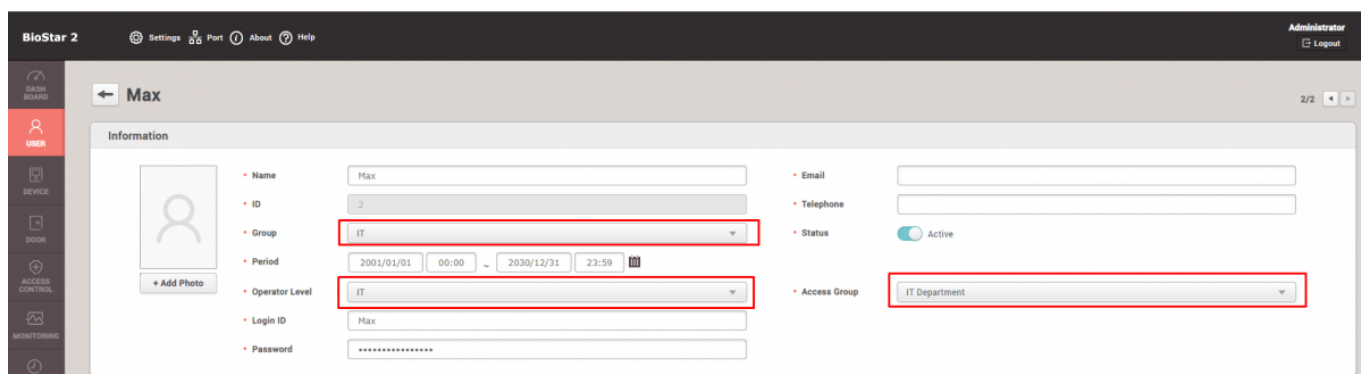 BioStar 2 Settings Port About Help Administrator
Logout
DASH
BOARD
Max
2/2
USER
Information
DEVICE
DOOR
ACCESS
CONTROL
MONITORING
+ Add Photo
Name Max
ID 2
Group IT
Period 2001/01/01 00:00 ~ 2030/12/31 23:59
Operator Level IT
Login ID Max
Password ••••••••••••••••
Email
Telephone
Status Active
Access Group IT Department